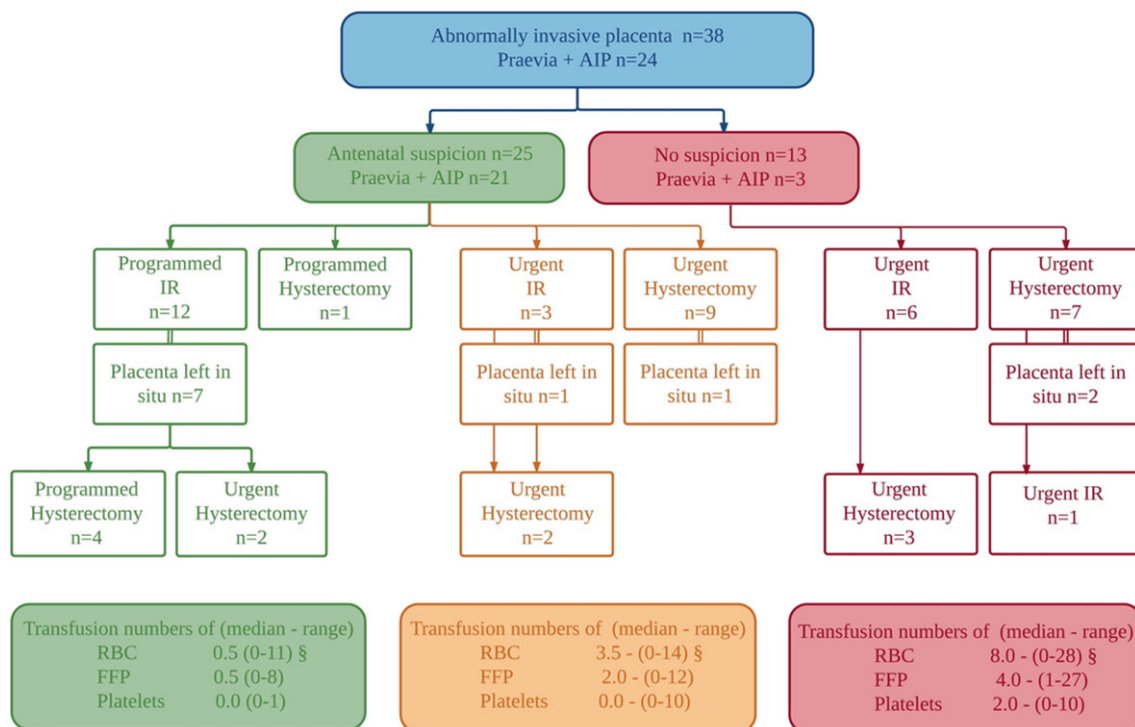 Abnormally invasive placenta n=38
Praevia + AIP n=24
Antenatal suspicion n=25
Praevia + AIP n=21
No suspicion n=13
Praevia + AIP n=3
Programmed
IR
n=12
Programmed
Hysterectomy
n=1
Urgent
IR
n=3
Urgent
Hysterectomy
n=9
Urgent
IR
n=6
Urgent
Hysterectomy
n=7
Placenta left in
situ n=7
Placenta left in
situ n=1
Placenta left in
situ n=1
Placenta left in
situ n=2
Programmed
Hysterectomy
n=4
Urgent
Hysterectomy
n=2
Urgent
Hysterectomy
n=2
Urgent
Hysterectomy
n=3
Urgent IR
n=1
Transfusion numbers of (median - range)
RBC 0.5 (0-11) §
FFP 0.5 (0-8)
Platelets 0.0 (0-1)
Transfusion numbers of (median - range)
RBC 3.5 - (0-14) §
FFP 2.0 - (0-12)
Platelets 0.0 - (0-10)
Transfusion numbers of (median - range)
RBC 8.0 - (0-28) §
FFP 4.0 - (1-27)
Platelets 2.0 - (0-10)